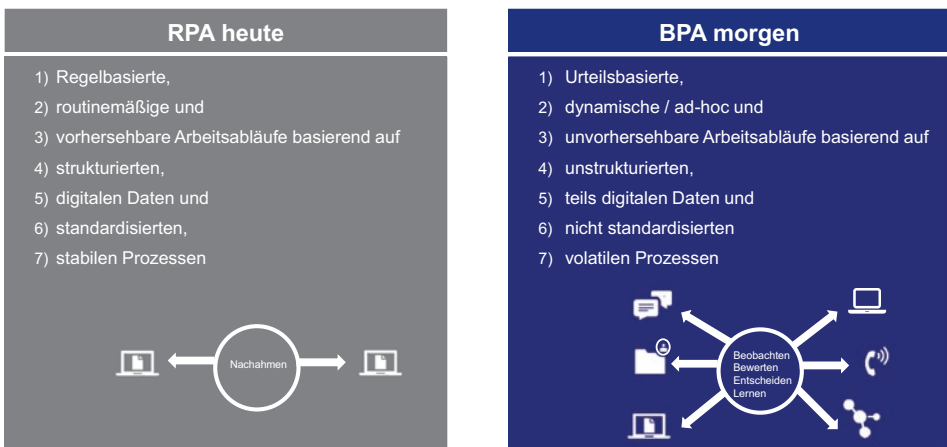 RPA heute
1) Regelbasierte,
2) routinemäßige und
3) vorhersehbare Arbeitsabläufe basierend auf
4) strukturierten,
5) digitalen Daten und
6) standardisierten,
7) stabilen Prozessen
Nachahmen
BPA morgen
1) Urteilsbasierte,
2) dynamische / ad-hoc und
3) unvorhersehbare Arbeitsabläufe basierend auf
4) unstrukturierten,
5) teils digitalen Daten und
6) nicht standardisierten
7) volatilen Prozessen
Beobachten
Bewerten
Entscheiden
Lernen